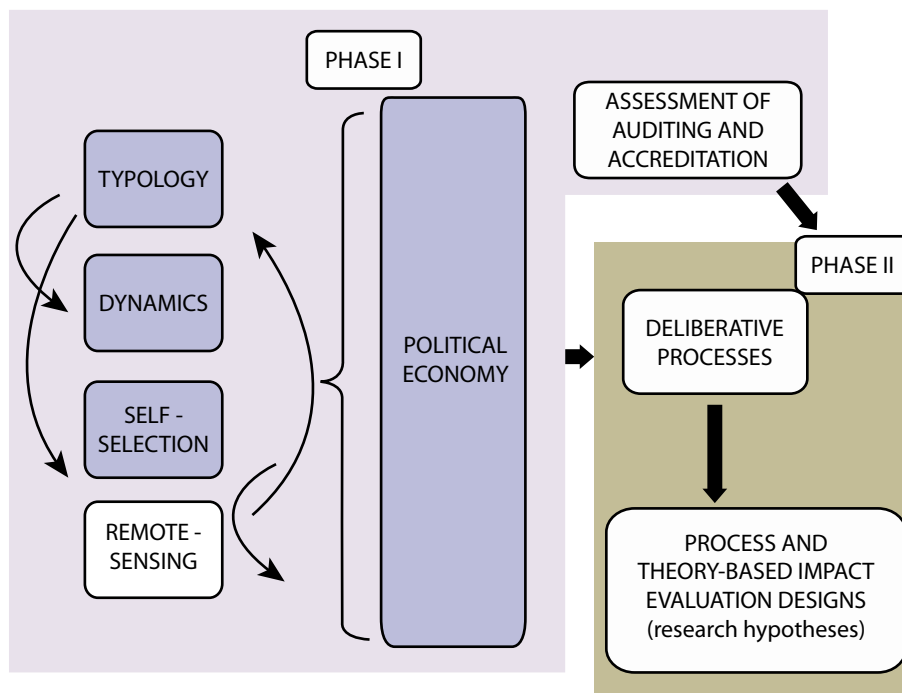 PHASE I
TYPOLOGY
DYNAMICS
SELF -
SELECTION
REMOTE -
SENSING
POLITICAL
ECONOMY
ASSESSMENT OF
AUDITING AND
ACCREDITATION
PHASE II
DELIBERATIVE
PROCESSES
PROCESS AND
THEORY-BASED IMPACT
EVALUATION DESIGNS
(research hypotheses)